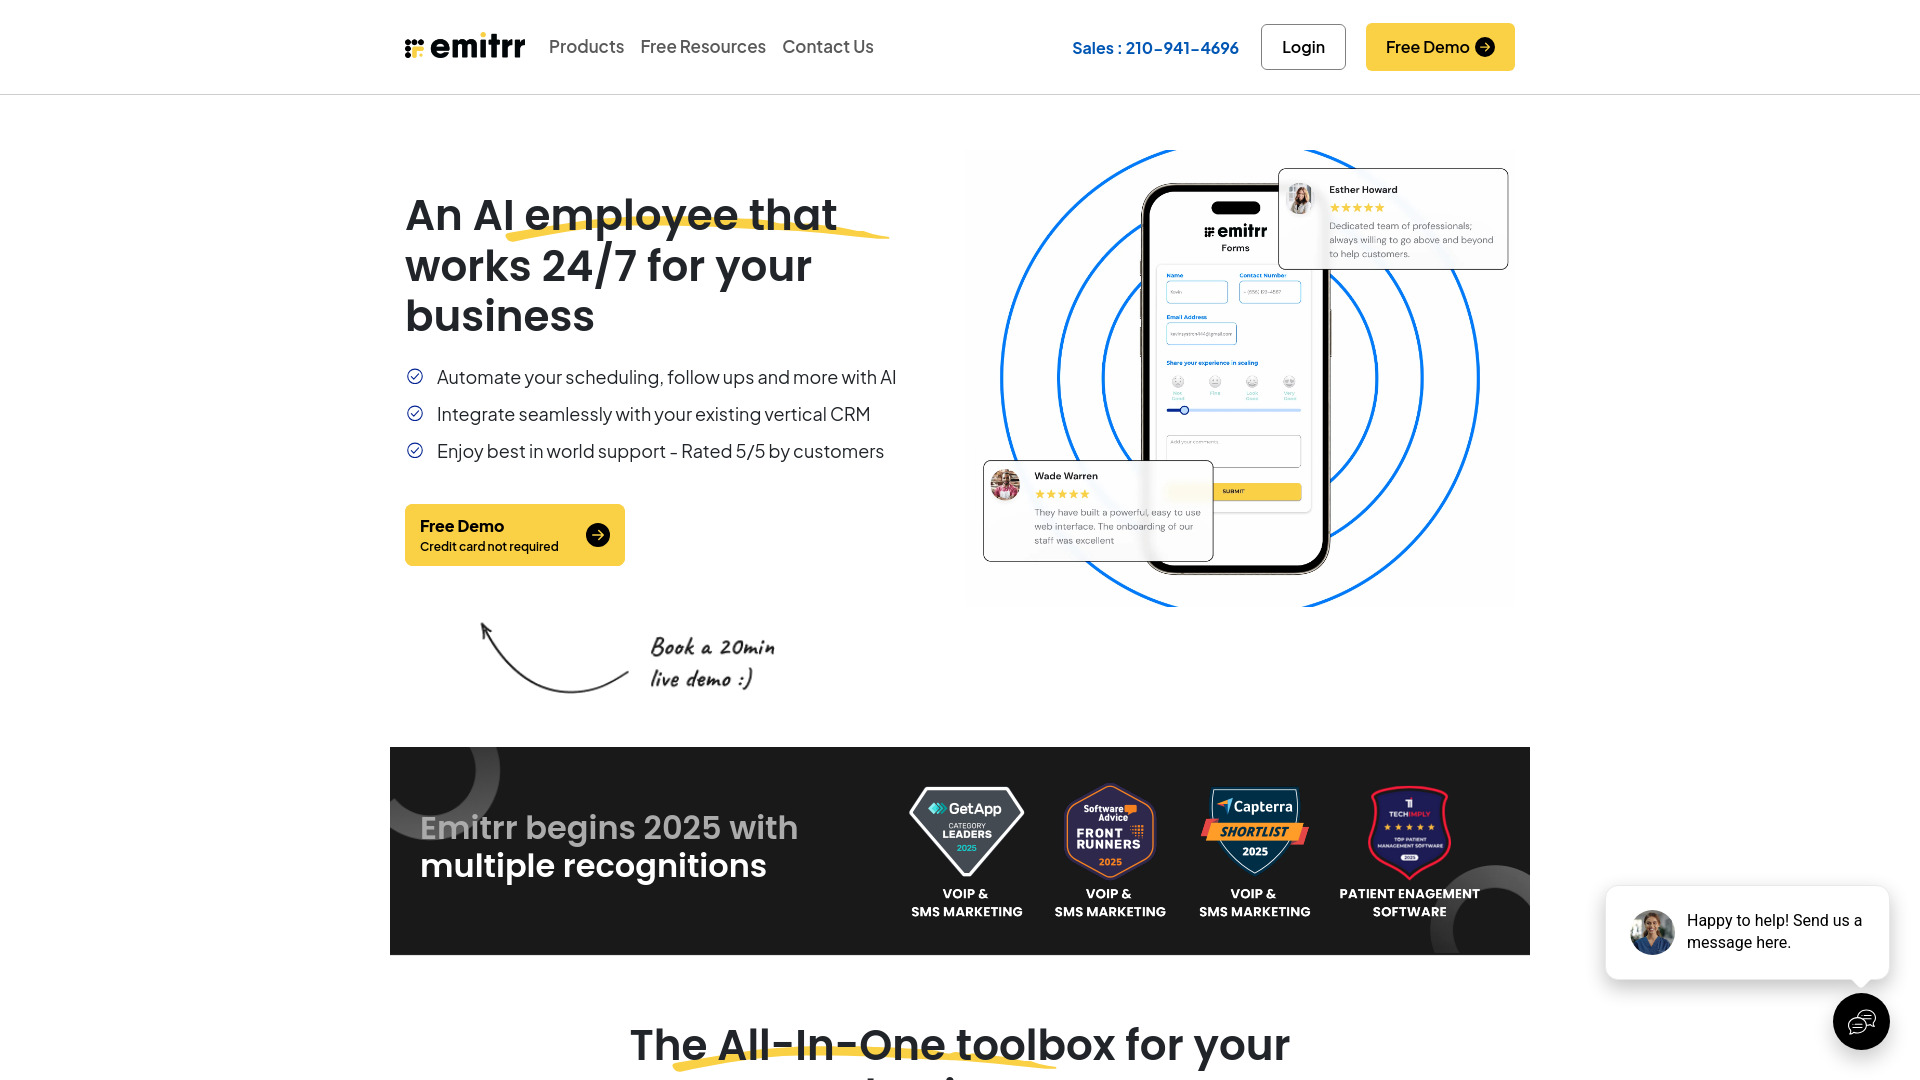 emitrr
Products
Free Resources
Contact Us
Sales : 210-941-4696
Login
Free Demo
An AI employee that
works 24/7 for your
business
Automate your scheduling, follow ups and more with AI
Integrate seamlessly with your existing vertical CRM
Enjoy best in world support - Rated 5/5 by customers
Free Demo
Credit card not required
Book a 20min
live demo :)
Esther Howard
Dedicated team of professionals;
always willing to go above and beyond
to help customers.
emitrr
Forms
Name
Contact Number
Email Address
Share your experience in scaling
Add your comments
SUBMIT
Wade Warren
They have built a powerful, easy to use
web interface. The onboarding of our
staff was excellent
Emitrr begins 2025 with
multiple recognitions
GetApp
CATEGORY
LEADERS
2025
VOIP &
SMS MARKETING
Software
Advice
FRONT
RUNNERS
2025
VOIP &
SMS MARKETING
Capterra
SHORTLIST
2025
VOIP &
SMS MARKETING
TECHIMPLY
TOP PATIENT
MANAGEMENT SOFTWARE
2025
PATIENT ENAGEMENT
SOFTWARE
Happy to help! Send us a
message here.
The All-In-One toolbox for your